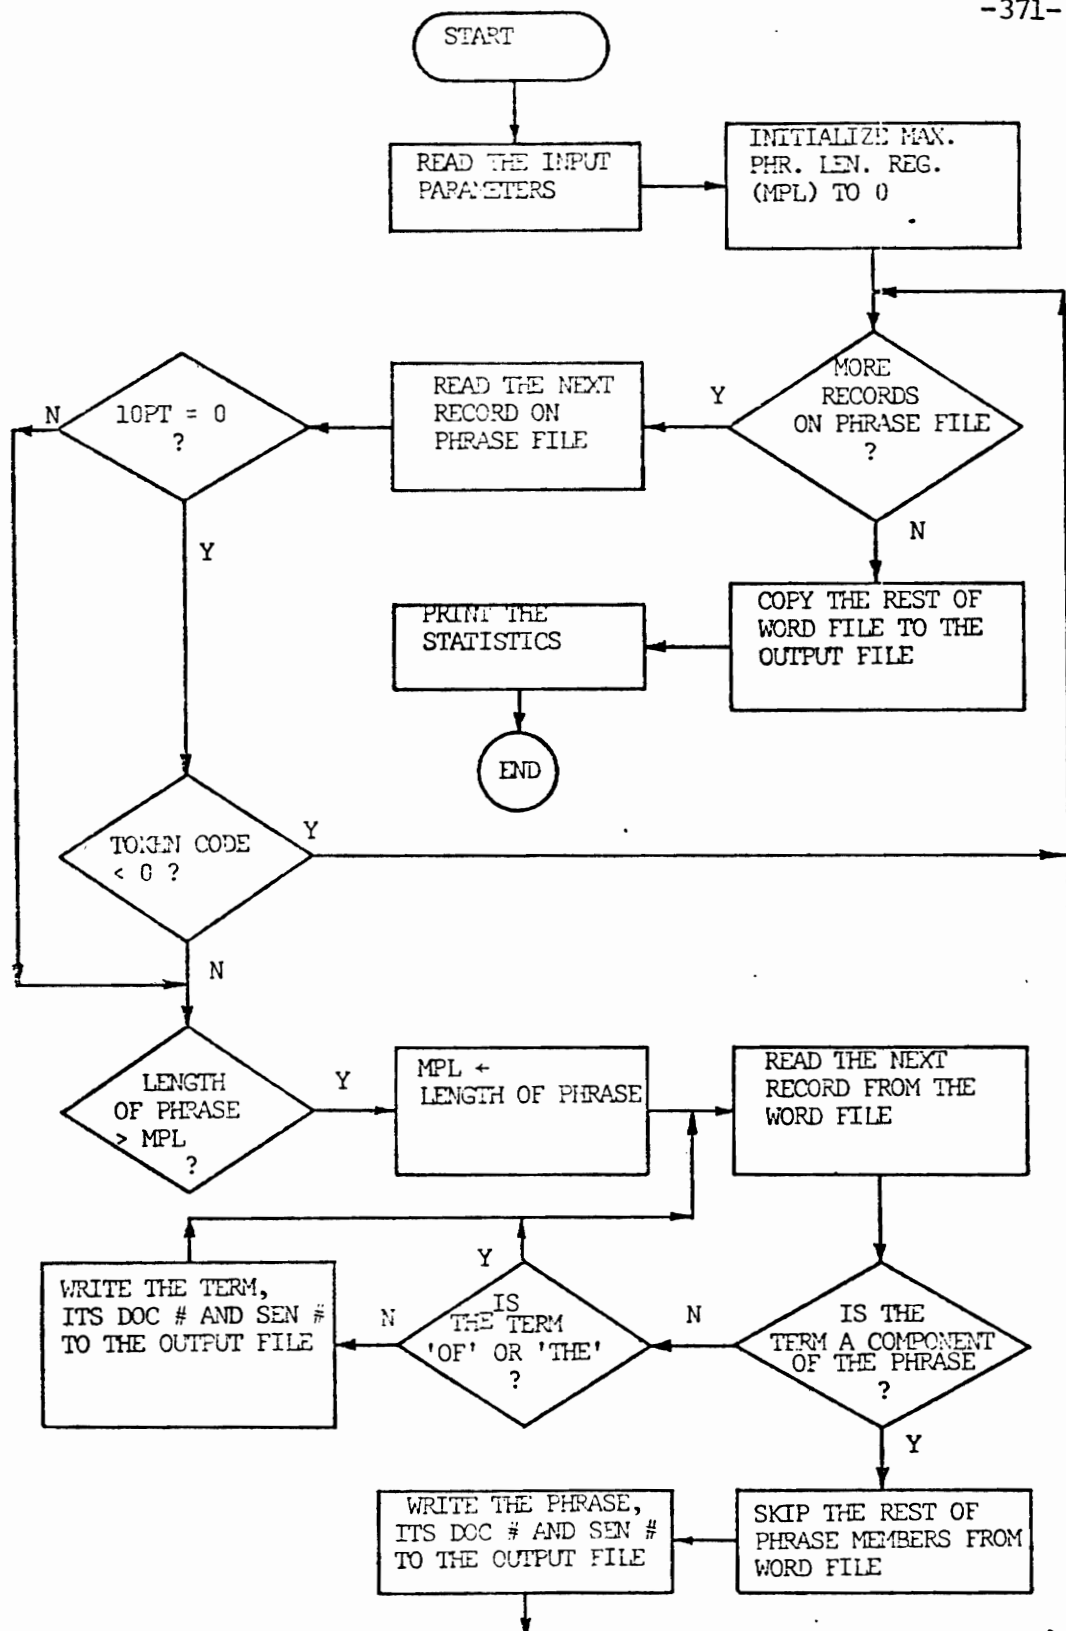 -371-
START
READ THE INPUT
PARAMETERS
INITIALIZE MAX.
PHR. LEN. REG.
(MPL) TO 0
MORE
RECORDS
ON PHRASE FILE
?
Y
N
READ THE NEXT
RECORD ON
PHRASE FILE
IOPT = 0
?
N
Y
COPY THE REST OF
WORD FILE TO THE
OUTPUT FILE
PRINT THE
STATISTICS
END
TOKEN CODE
< 0 ?
Y
N
LENGTH
OF PHRASE
> MPL
?
Y
MPL ←
LENGTH OF PHRASE
READ THE NEXT
RECORD FROM THE
WORD FILE
IS THE
TERM A COMPONENT
OF THE PHRASE
?
N
Y
IS
THE TERM
'OF' OR 'THE'
?
Y
N
WRITE THE TERM,
ITS DOC # AND SEN #
TO THE OUTPUT FILE
SKIP THE REST OF
PHRASE MEMBERS FROM
WORD FILE
WRITE THE PHRASE,
ITS DOC # AND SEN #
TO THE OUTPUT FILE